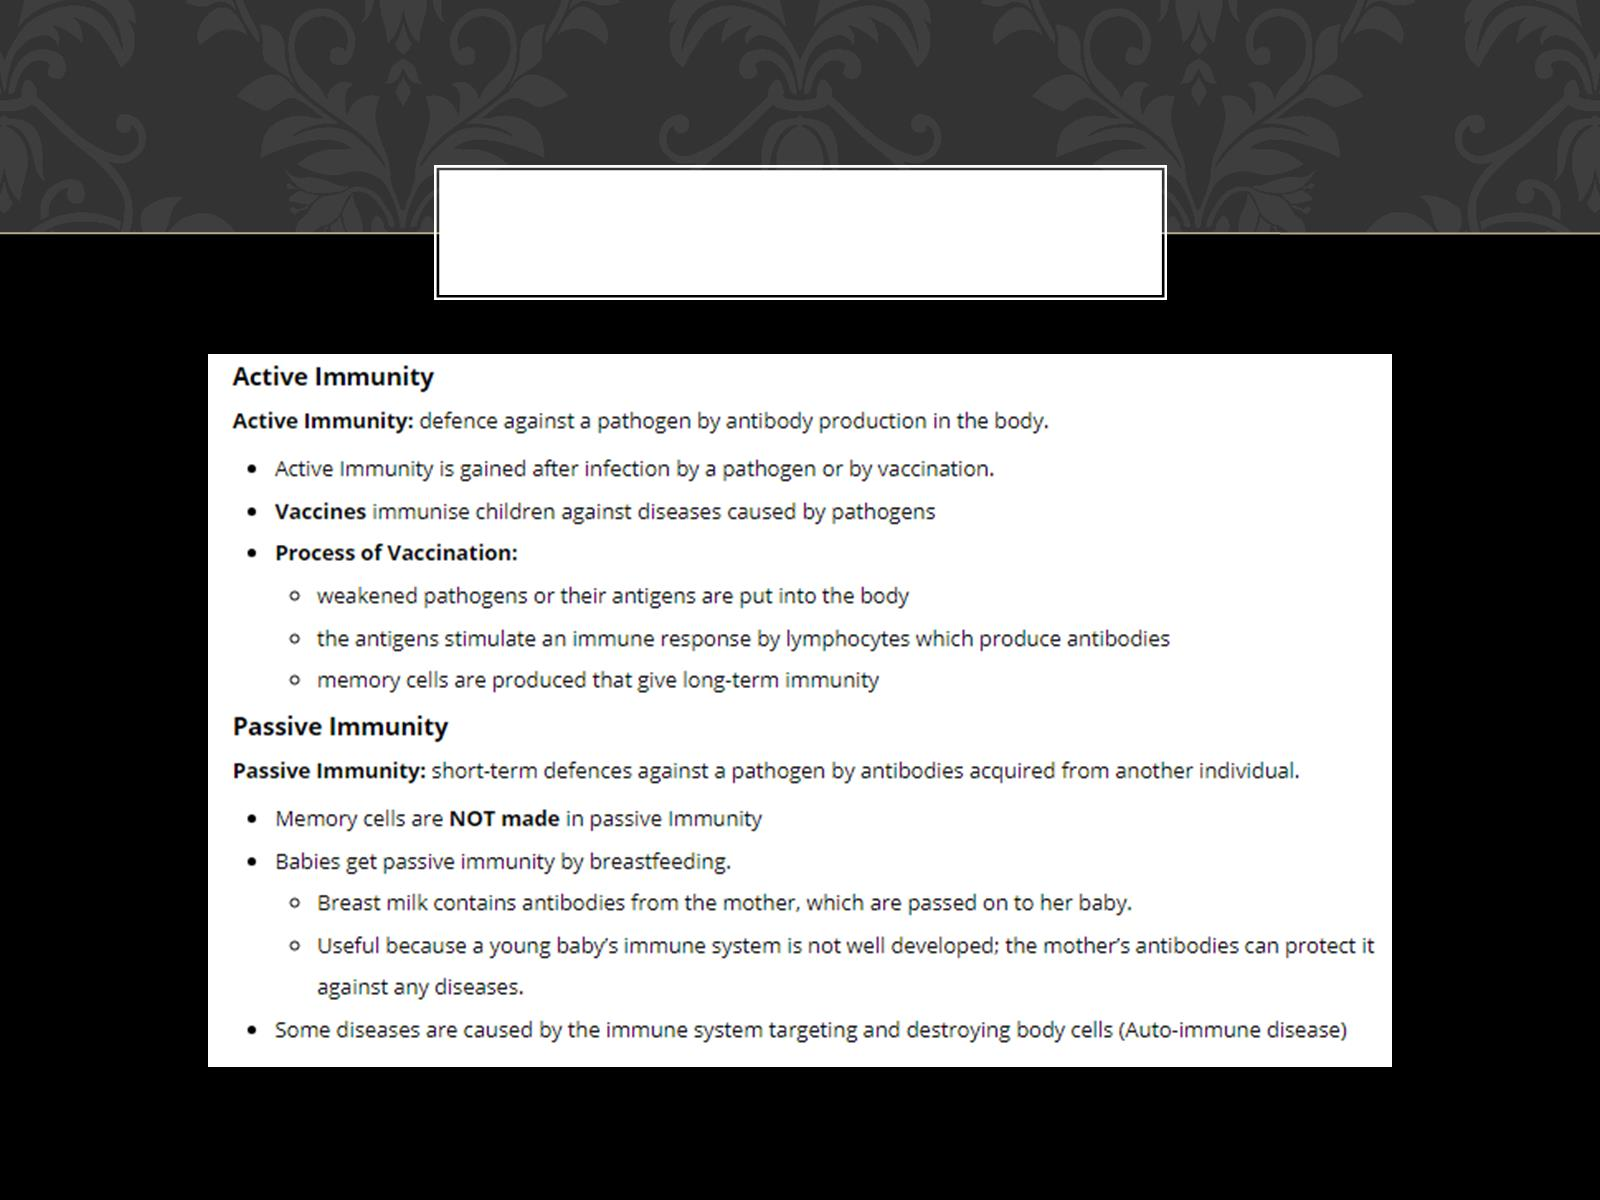 Active Immunity
Active Immunity: defence against a pathogen by antibody production in the body.
• Active Immunity is gained after infection by a pathogen or by vaccination.
• Vaccines immunise children against diseases caused by pathogens
• Process of Vaccination:
○ weakened pathogens or their antigens are put into the body
○ the antigens stimulate an immune response by lymphocytes which produce antibodies
○ memory cells are produced that give long-term immunity
Passive Immunity
Passive Immunity: short-term defences against a pathogen by antibodies acquired from another individual.
• Memory cells are NOT made in passive Immunity
• Babies get passive immunity by breastfeeding.
○ Breast milk contains antibodies from the mother, which are passed on to her baby.
○ Useful because a young baby’s immune system is not well developed; the mother’s antibodies can protect it
against any diseases.
• Some diseases are caused by the immune system targeting and destroying body cells (Auto-immune disease)